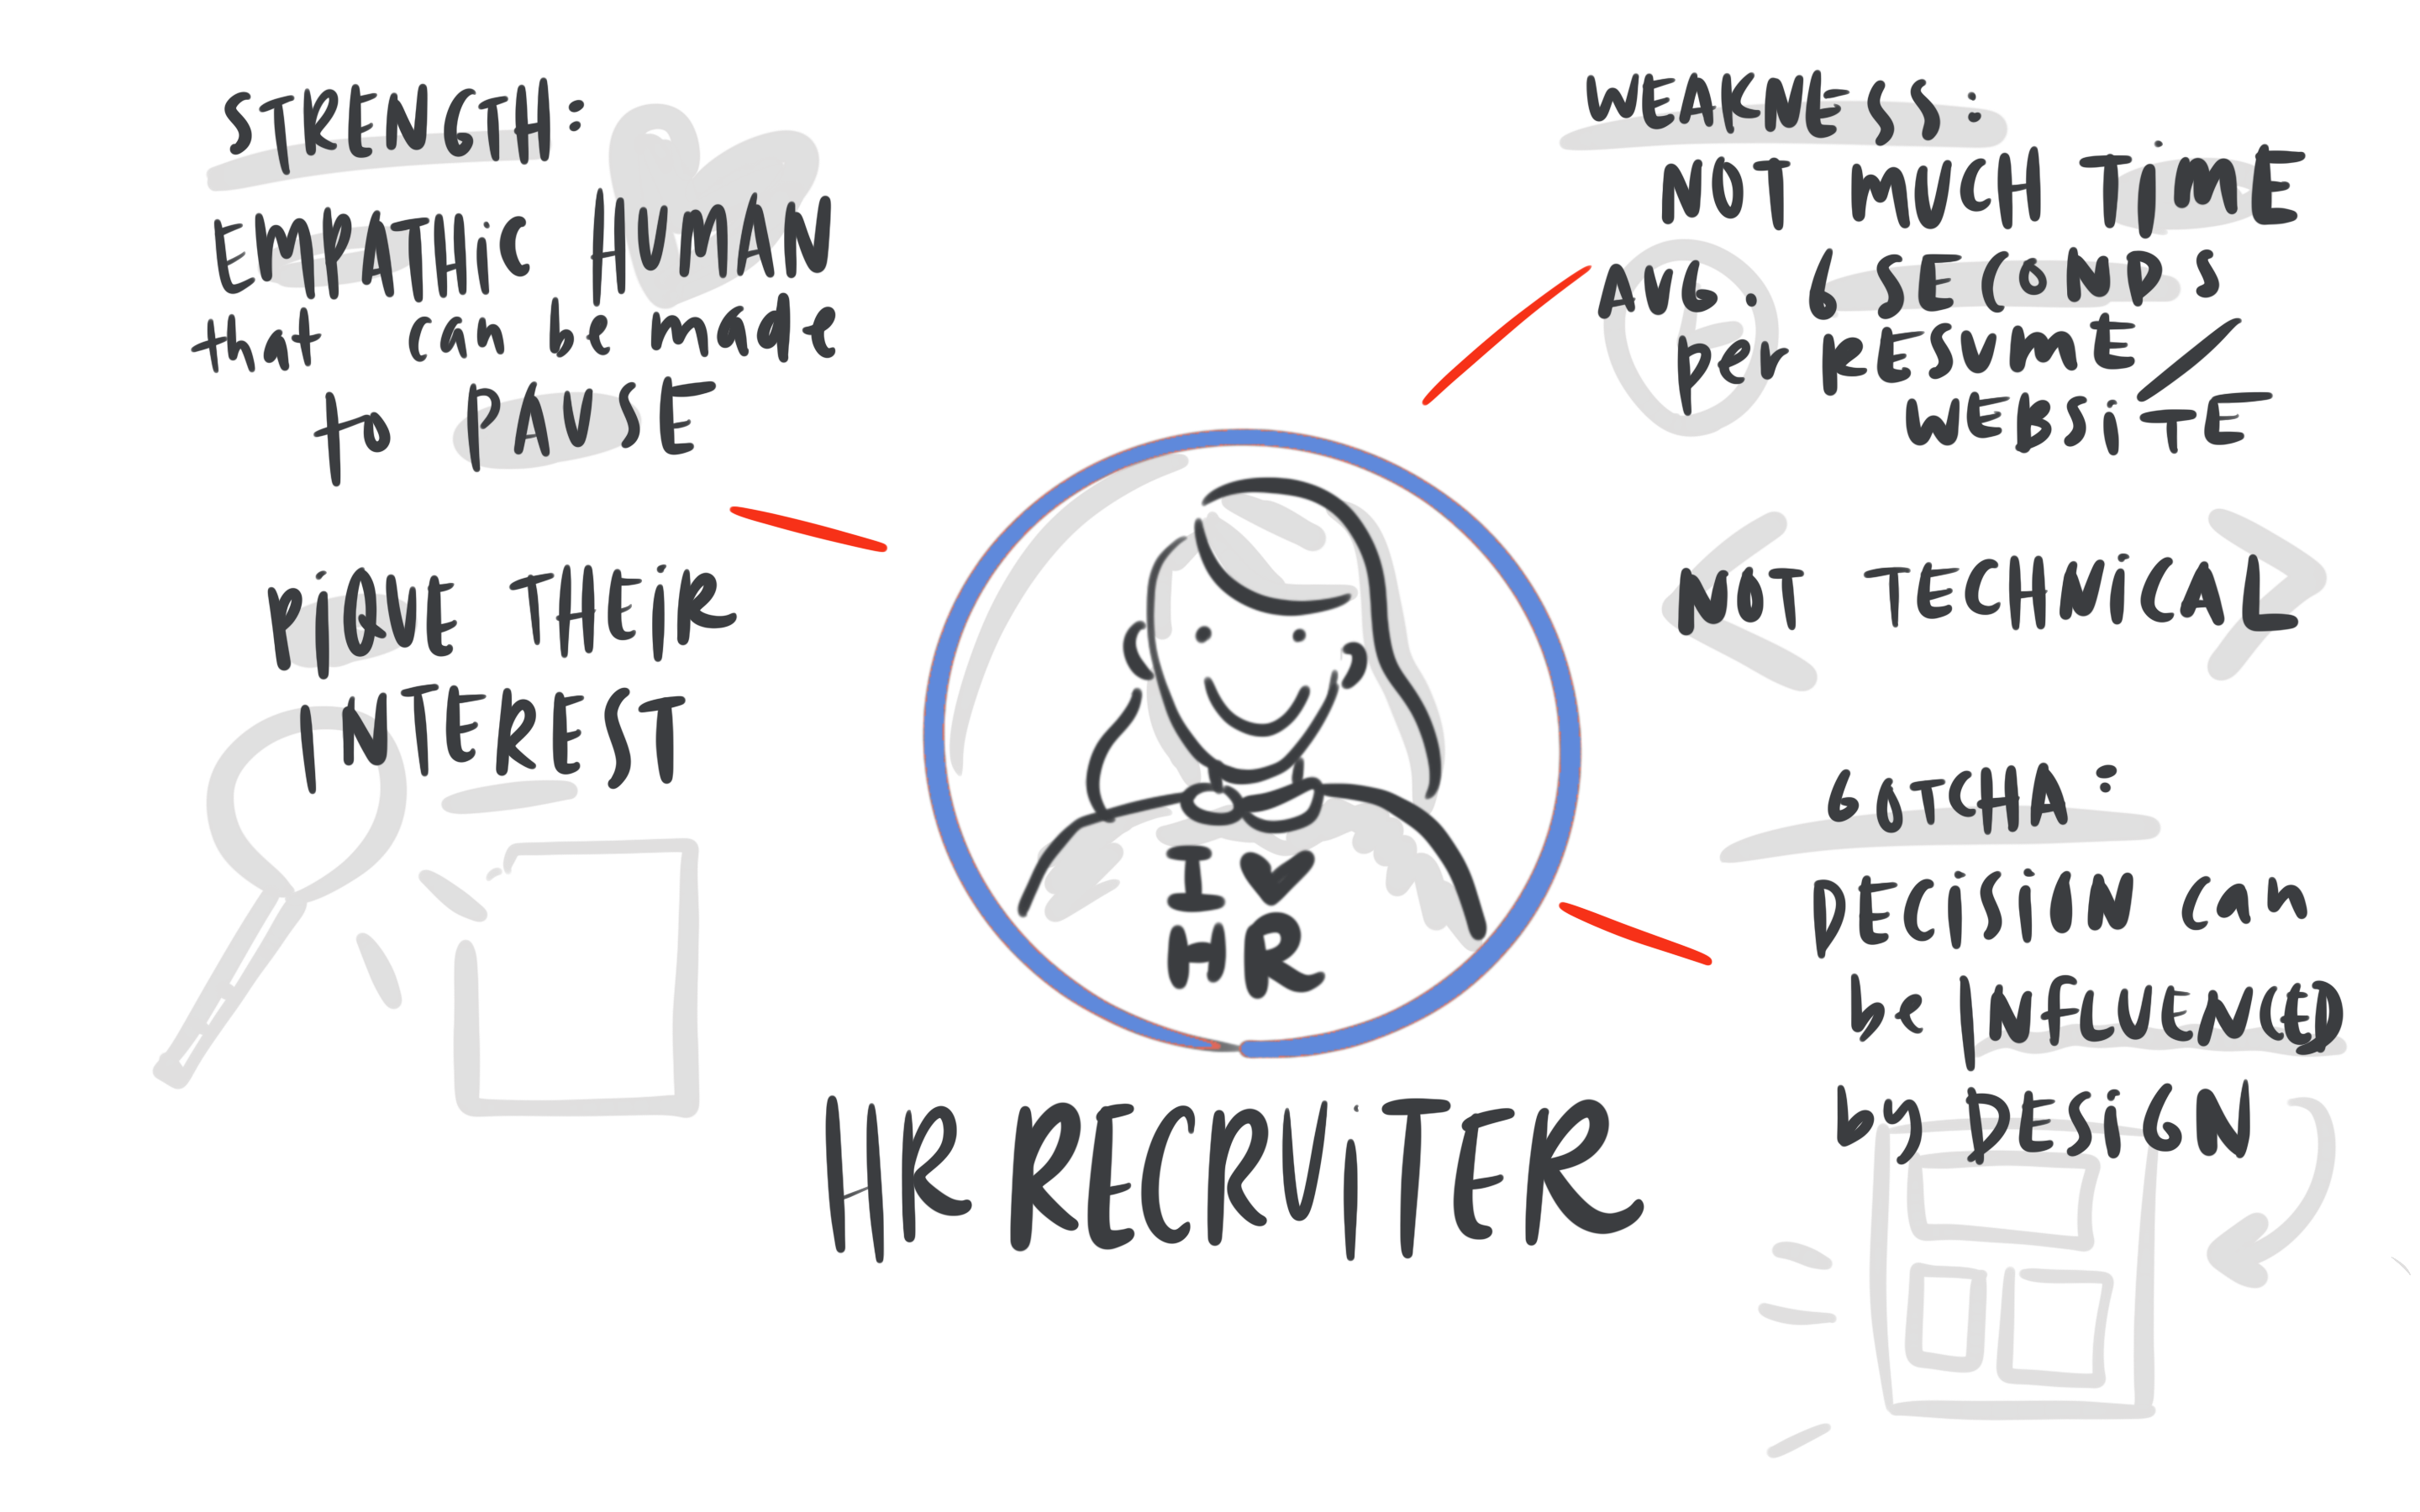 STRENGTH:
EMPATHiC HUMAN
that can be made
to PAUSE
PiQUE THEiR
INTEREST
WEAKNESS:
NOT MUCH TiME
AVG. 6 SECONDS
per RESUME/
WEBSiTE
NOT TECHNiCAL
GOTCHA:
DECiSiON can
be INFLUENCED
by DESiGN
I ♥
HR
HR RECRUiTER